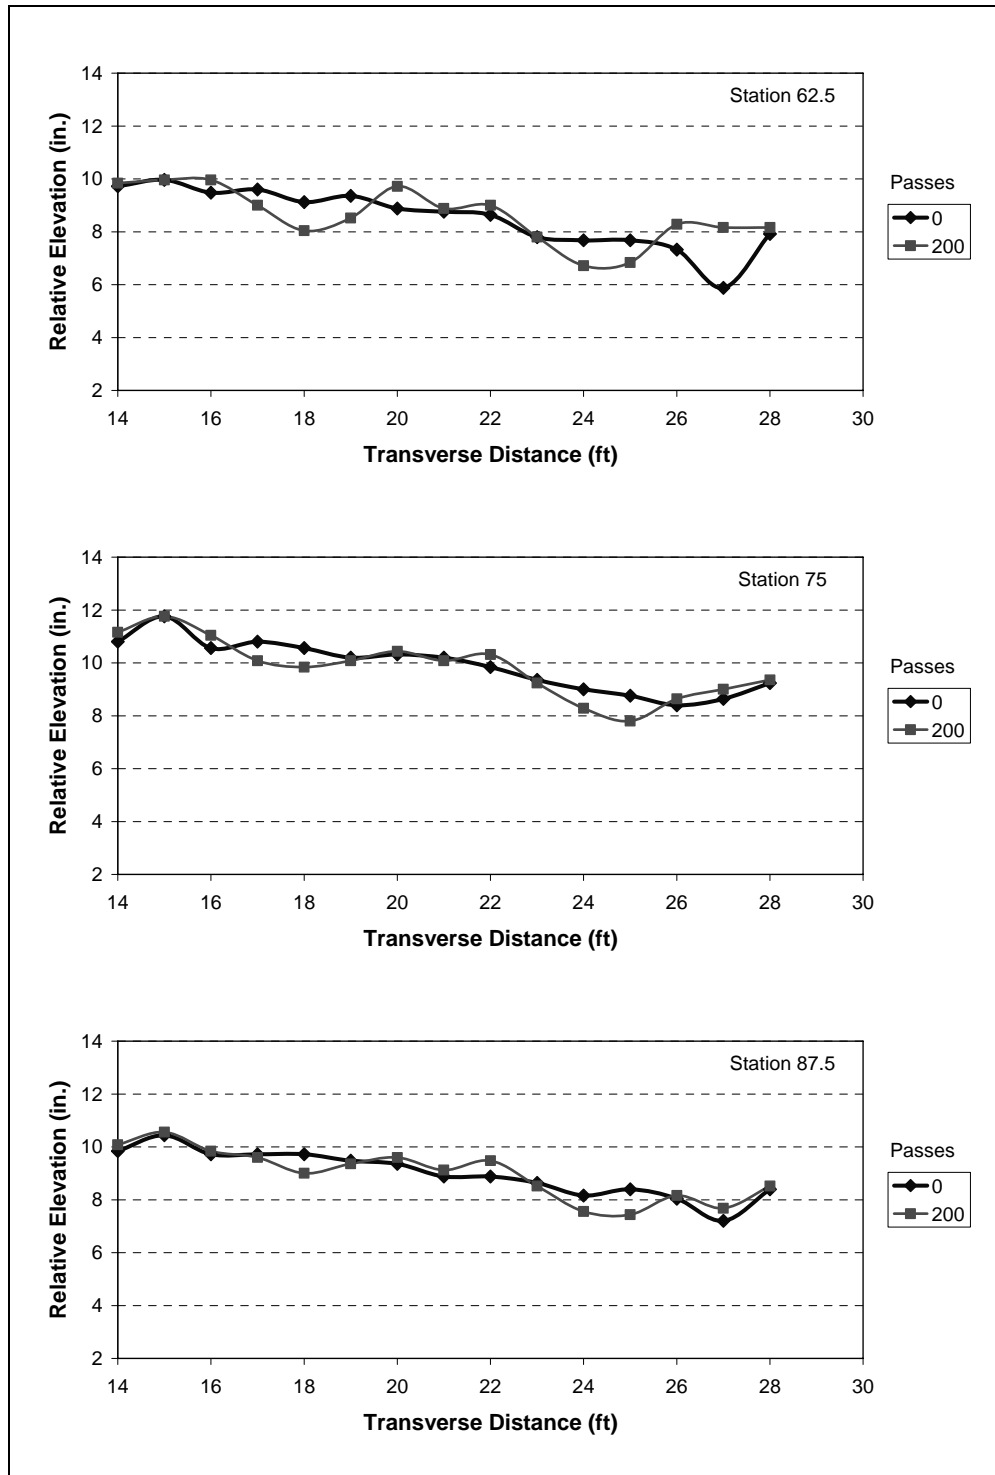 Station 62.5
Relative Elevation (in.)
14
12
10
8
6
4
2
14 16 18 20 22 24 26 28 30
Transverse Distance (ft)
Passes
0
200
Station 75
Relative Elevation (in.)
14
12
10
8
6
4
2
14 16 18 20 22 24 26 28 30
Transverse Distance (ft)
Passes
0
200
Station 87.5
Relative Elevation (in.)
14
12
10
8
6
4
2
14 16 18 20 22 24 26 28 30
Transverse Distance (ft)
Passes
0
200